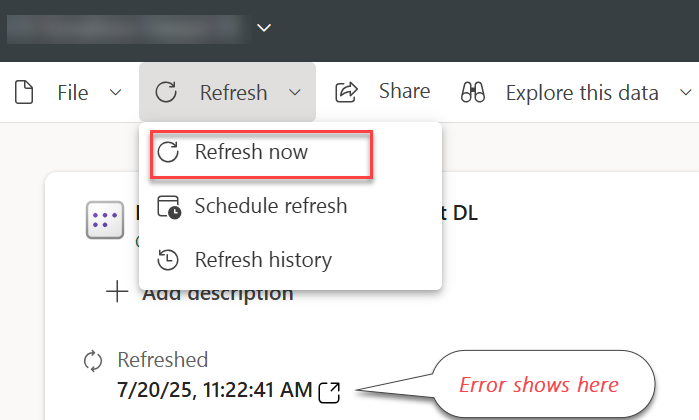 File
Refresh
Share
Explore this data
Refresh now
Schedule refresh
t DL
Refresh history
Add description
Refreshed
7/20/25, 11:22:41 AM
Error shows here